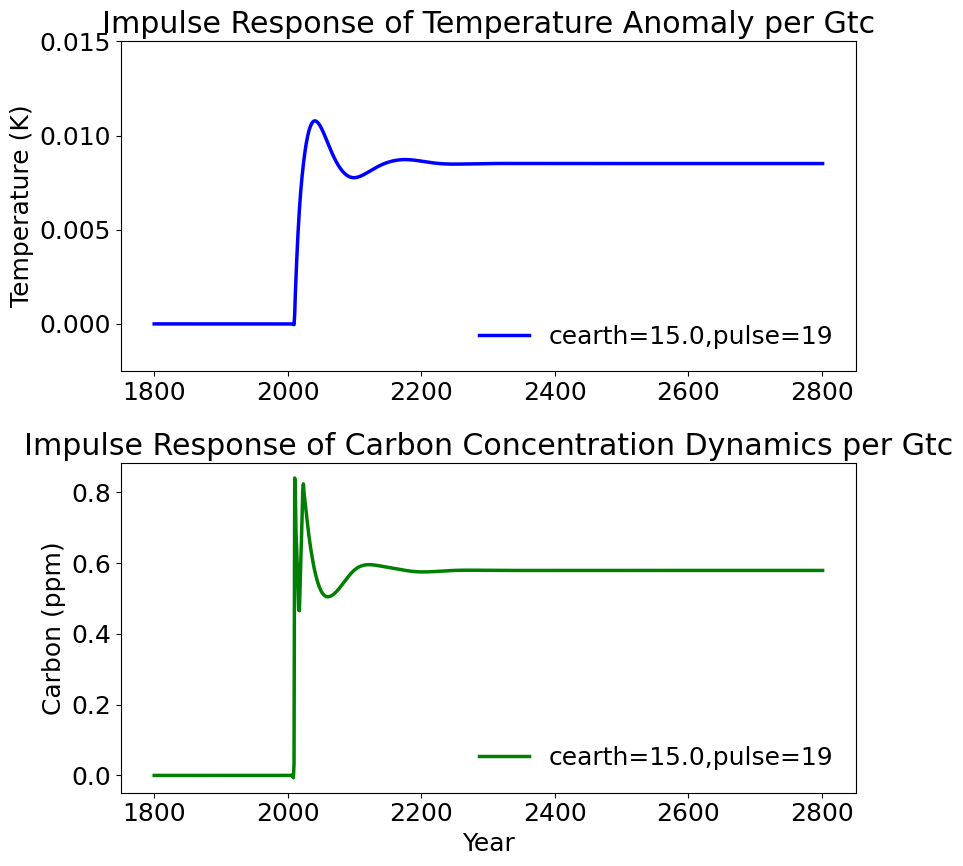 Impulse Response of Temperature Anomaly per Gtc
0.015
0.010
0.005
0.000
Temperature (K)
cearth=15.0,pulse=19
1800 2000 2200 2400 2600 2800
Impulse Response of Carbon Concentration Dynamics per Gtc
0.8
0.6
0.4
0.2
0.0
Carbon (ppm)
cearth=15.0,pulse=19
1800 2000 2200 2400 2600 2800
Year